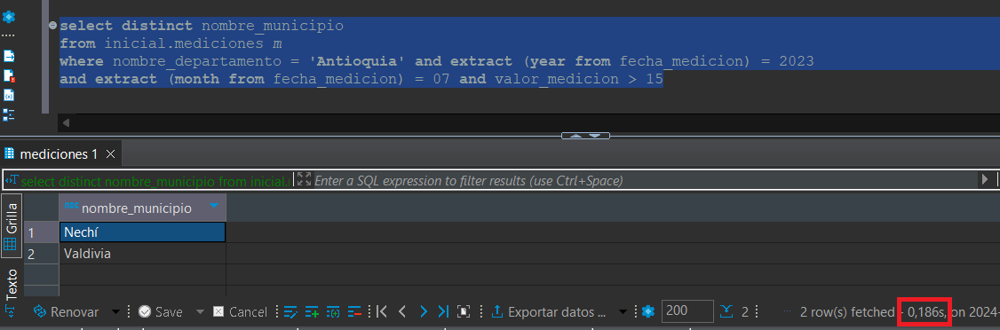 select distinct nombre_municipio
from inicial.mediciones m
where nombre_departamento = 'Antioquia' and extract (year from fecha_medicion) = 2023
and extract (month from fecha_medicion) = 07 and valor_medicion > 15
mediciones 1
select distinct nombre_municipio from inicial.
Enter a SQL expression to filter results (use Ctrl+Space)
Grilla
Texto
nombre_municipio
1 Nechí
2 Valdivia
Renovar Save Cancel Exportar datos ... 200 2 2 row(s) fetched - 0,186s, on 2024-